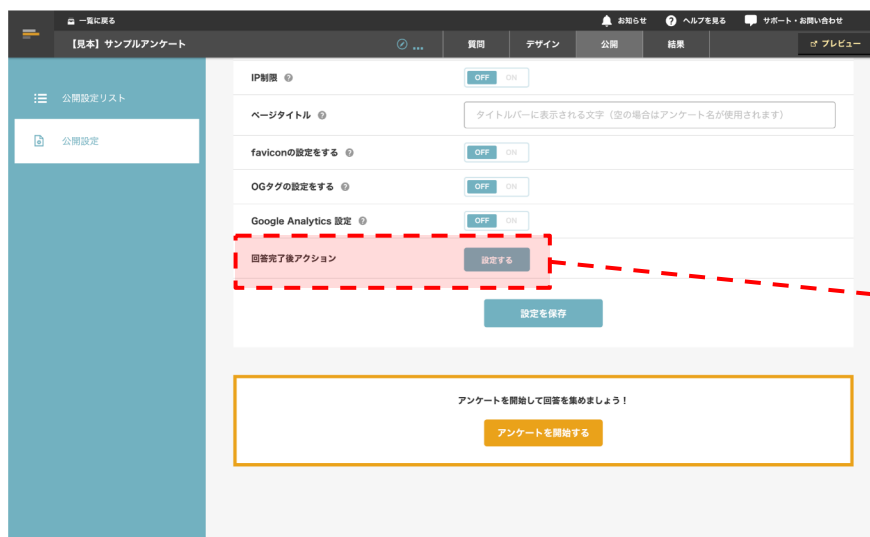 一覧に戻る
お知らせ
ヘルプを見る
サポート・お問い合わせ
【見本】サンプルアンケート
...
質問
デザイン
公開
結果
プレビュー
公開設定リスト
公開設定
IP制限
OFF ON
ページタイトル
タイトルバーに表示される文字（空の場合はアンケート名が使用されます）
faviconの設定をする
OFF ON
OGタグの設定をする
OFF ON
Google Analytics 設定
OFF ON
回答完了後アクション
設定する
設定を保存
アンケートを開始して回答を集めましょう！
アンケートを開始する